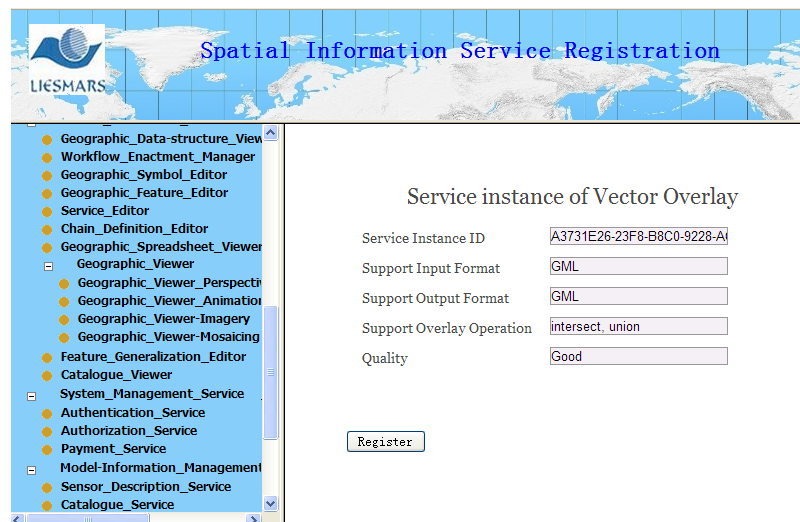 Spatial Information Service Registration
LIESMARS
Geographic_Data-structure_View
Workflow_Enactment_Manager
Geographic_Symbol_Editor
Geographic_Feature_Editor
Service_Editor
Chain_Definition_Editor
Geographic_Spreadsheet_Viewer
Geographic_Viewer
Geographic_Viewer_Perspecti
Geographic_Viewer_Animation
Geographic_Viewer-Imagery
Geographic_Viewer-Mosaicing
Feature_Generalization_Editor
Catalogue_Viewer
System_Management_Service
Authentication_Service
Authorization_Service
Payment_Service
Model-Information_Management
Sensor_Description_Service
Catalogue_Service
Service instance of Vector Overlay
Service Instance ID A3731E26-23F8-B8C0-9228-A
Support Input Format GML
Support Output Format GML
Support Overlay Operation intersect, union
Quality Good
Register